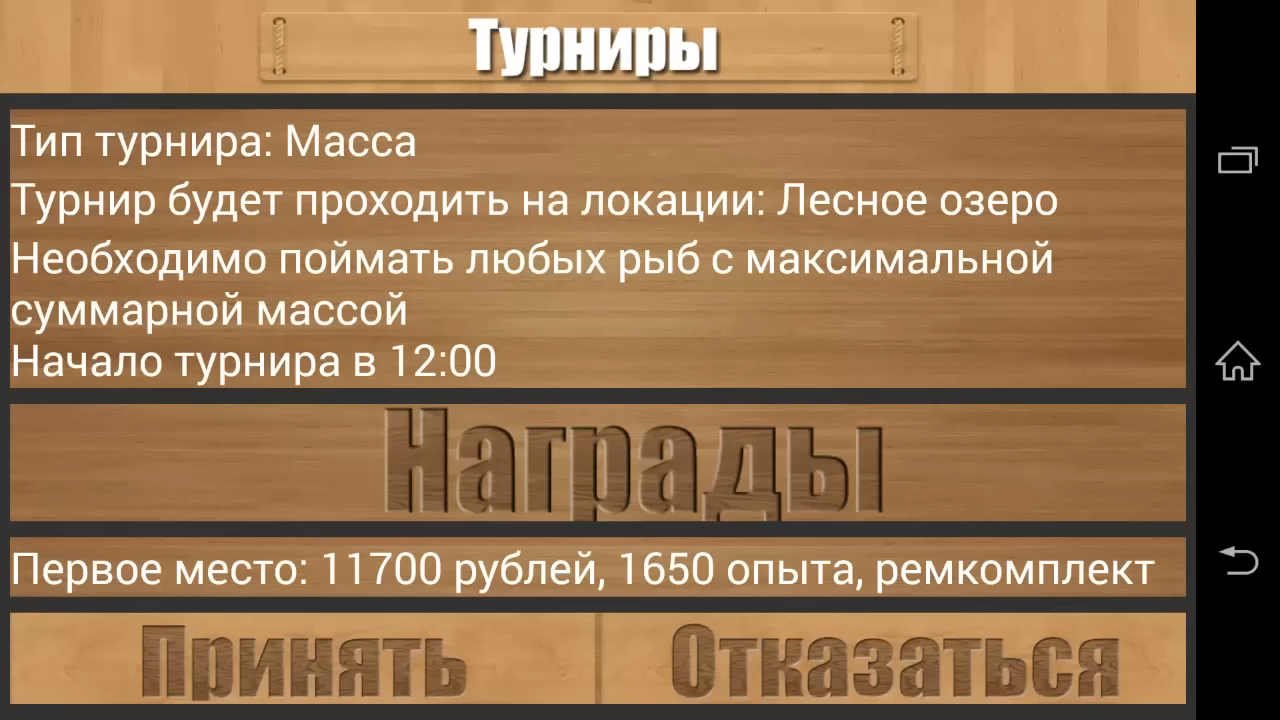 Турниры
Тип турнира: Масса
Турнир будет проходить на локации: Лесное озеро
Необходимо поймать любых рыб с максимальной
суммарной массой
Начало турнира в 12:00
Награды
Первое место: 11700 рублей, 1650 опыта, ремкомплект
Принять
Отказаться